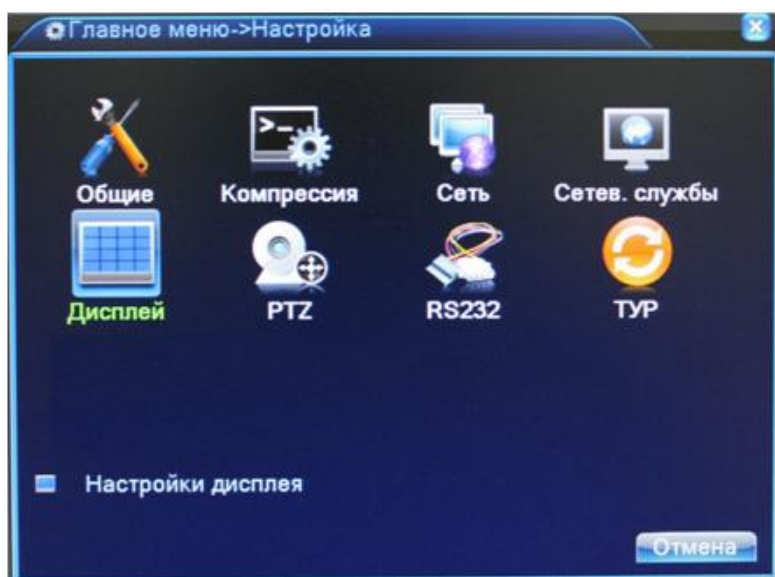 Главное меню->Настройка
Общие
Компрессия
Сеть
Сетев. службы
Дисплей
PTZ
RS232
ТУР
Настройки дисплея
Отмена